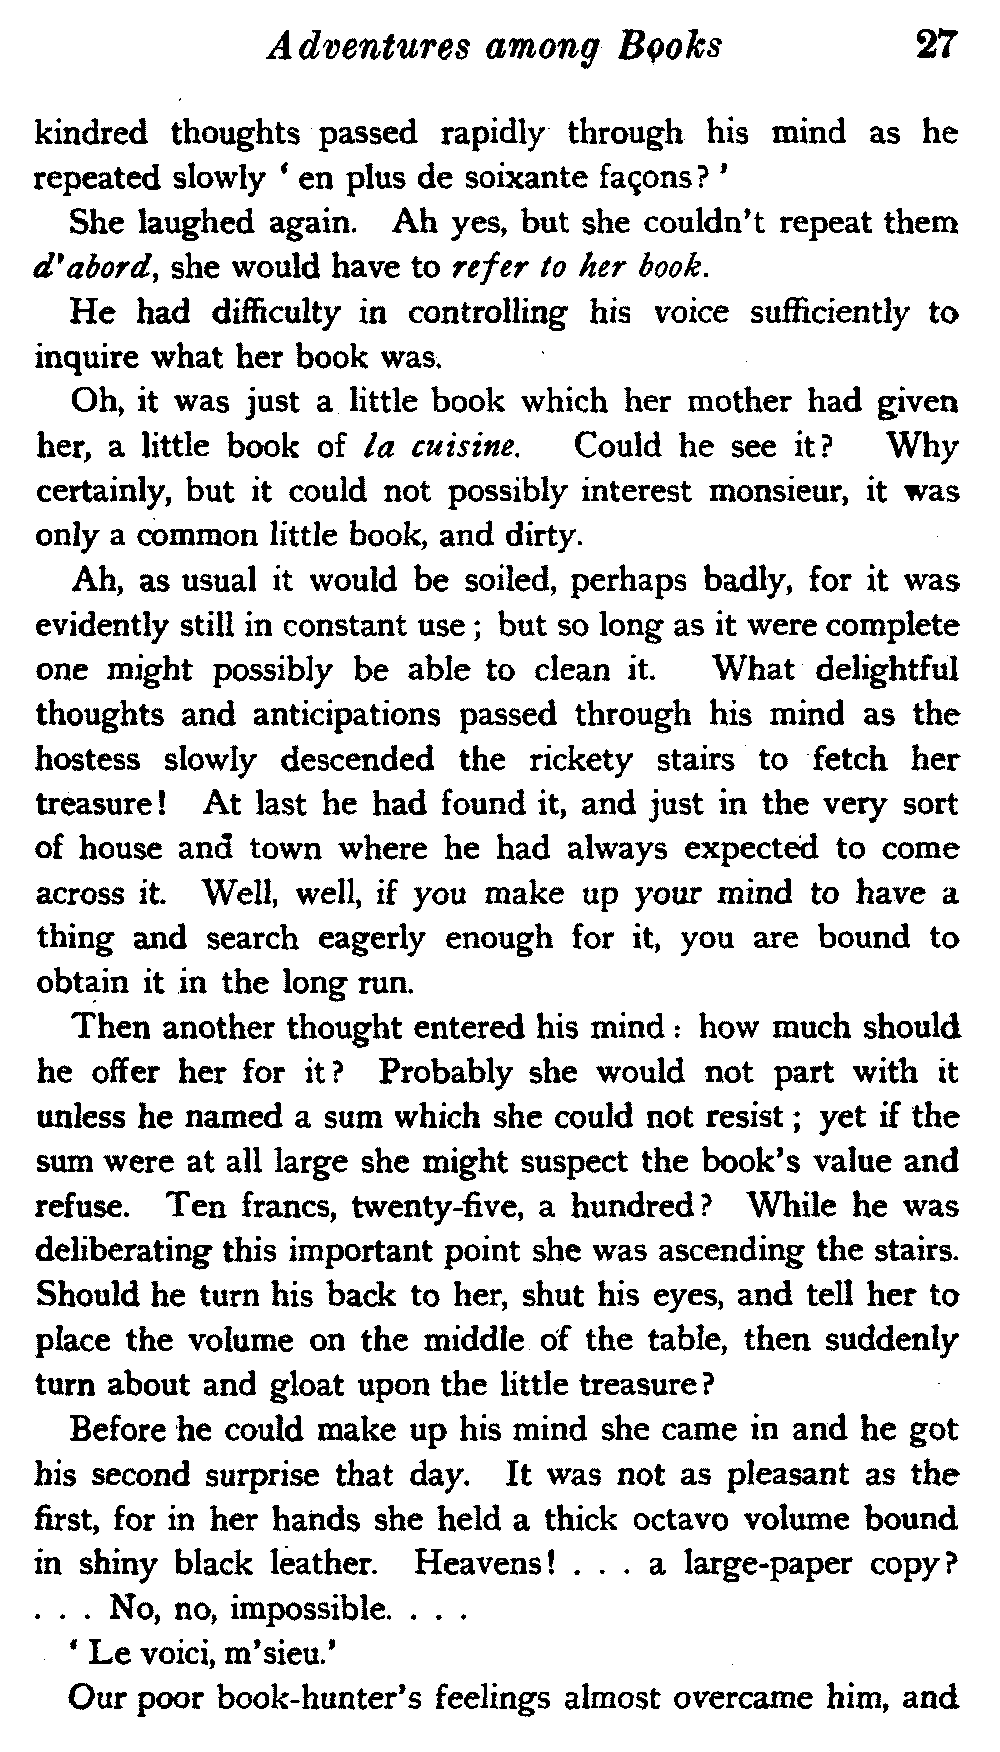 Adventures among Books 27
kindred thoughts passed rapidly through his mind as he
repeated slowly ‘ en plus de soixante façons? ’
She laughed again. Ah yes, but she couldn’t repeat them
d’abord, she would have to refer to her book.
He had difficulty in controlling his voice sufficiently to
inquire what her book was.
Oh, it was just a little book which her mother had given
her, a little book of la cuisine. Could he see it? Why
certainly, but it could not possibly interest monsieur, it was
only a common little book, and dirty.
Ah, as usual it would be soiled, perhaps badly, for it was
evidently still in constant use ; but so long as it were complete
one might possibly be able to clean it. What delightful
thoughts and anticipations passed through his mind as the
hostess slowly descended the rickety stairs to fetch her
treasure! At last he had found it, and just in the very sort
of house and town where he had always expected to come
across it. Well, well, if you make up your mind to have a
thing and search eagerly enough for it, you are bound to
obtain it in the long run.
Then another thought entered his mind : how much should
he offer her for it? Probably she would not part with it
unless he named a sum which she could not resist ; yet if the
sum were at all large she might suspect the book’s value and
refuse. Ten francs, twenty-five, a hundred? While he was
deliberating this important point she was ascending the stairs.
Should he turn his back to her, shut his eyes, and tell her to
place the volume on the middle of the table, then suddenly
turn about and gloat upon the little treasure?
Before he could make up his mind she came in and he got
his second surprise that day. It was not as pleasant as the
first, for in her hands she held a thick octavo volume bound
in shiny black leather. Heavens! . . . a large-paper copy?
. . . No, no, impossible. . . .
‘ Le voici, m’sieu.’
Our poor book-hunter’s feelings almost overcame him, and